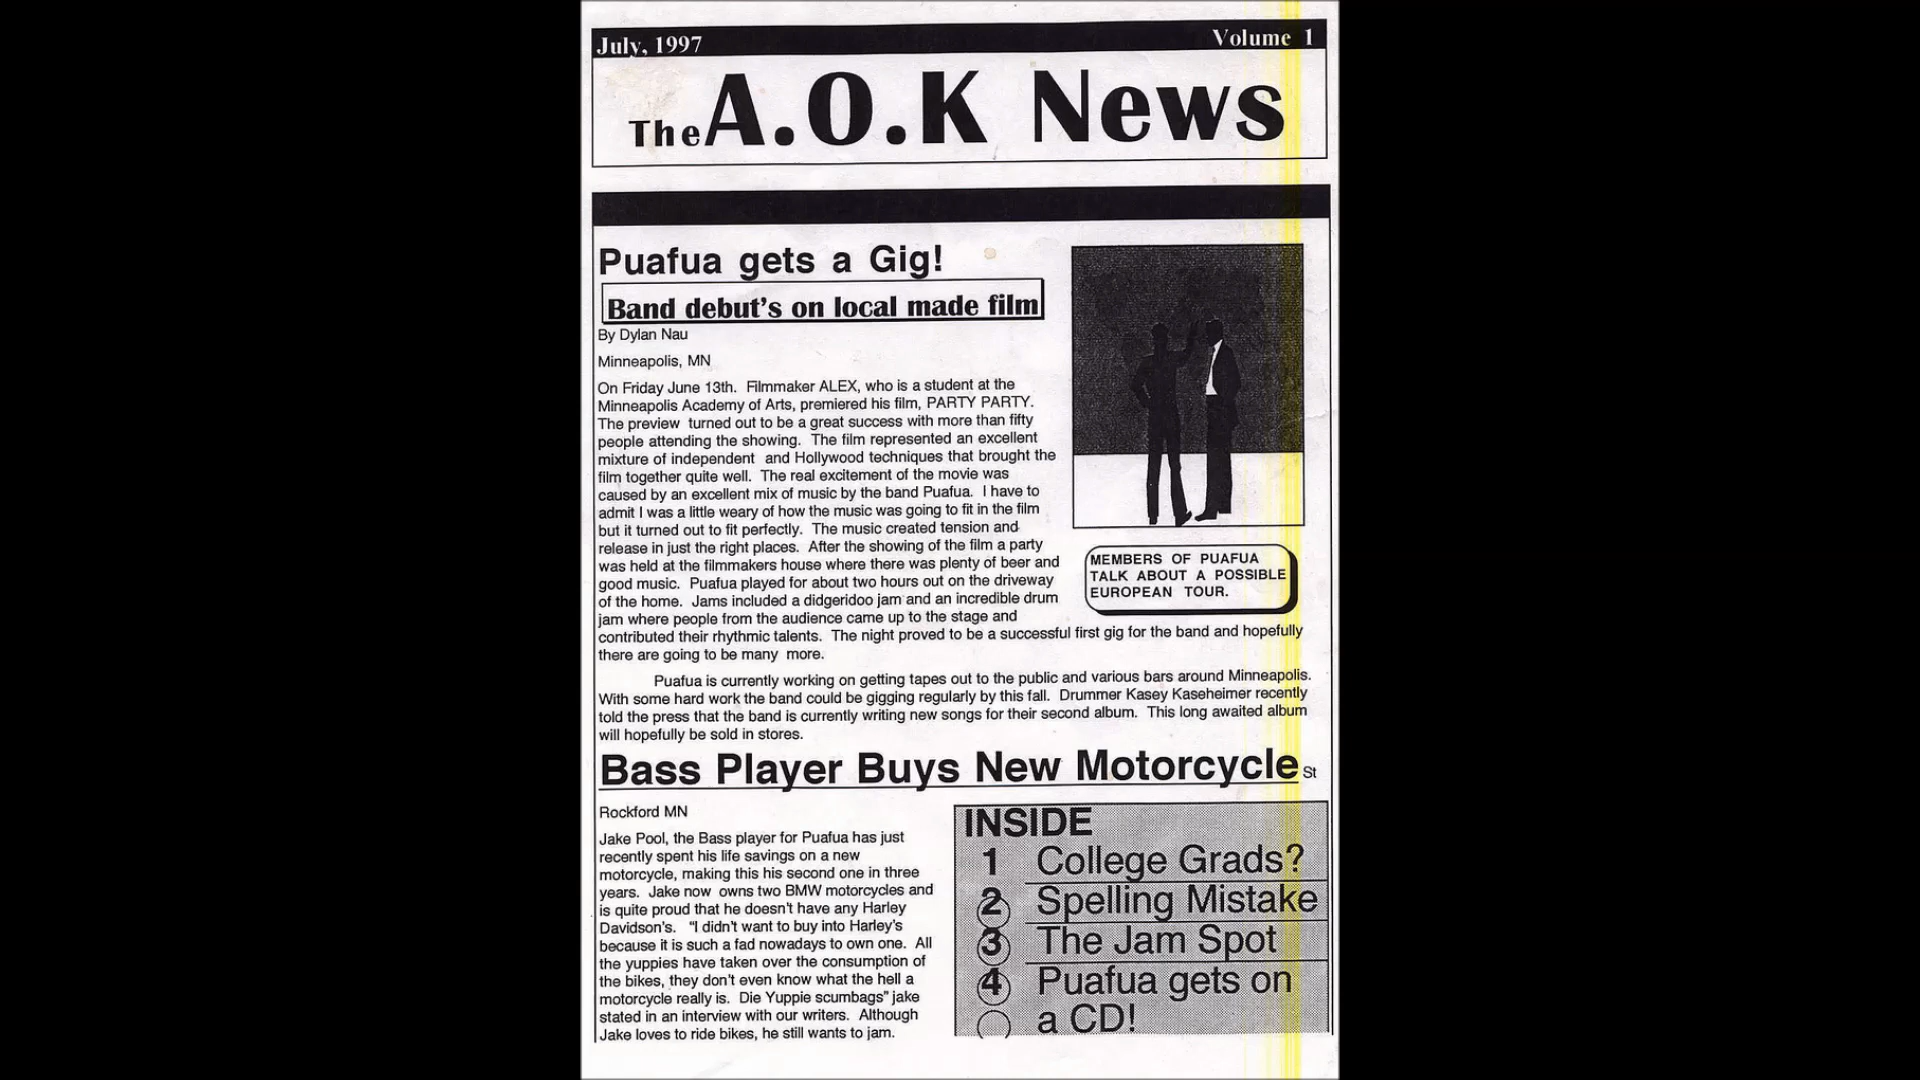 July, 1997
Volume 1
The A.O.K News
Puafua gets a Gig!
Band debut's on local made film
By Dylan Nau
Minneapolis, MN
On Friday June 13th. Filmmaker ALEX, who is a student at the
Minneapolis Academy of Arts, premiered his film, PARTY PARTY.
The preview turned out to be a great success with more than fifty
people attending the showing. The film represented an excellent
mixture of independent and Hollywood techniques that brought the
film together quite well. The real excitement of the movie was
caused by an excellent mix of music by the band Puafua. I have to
admit I was a little weary of how the music was going to fit in the film
but it turned out to fit perfectly. The music created tension and
release in just the right places. After the showing of the film a party
was held at the filmmakers house where there was plenty of beer and
good music. Puafua played for about two hours out on the driveway
of the home. Jams included a didgeridoo jam and an incredible drum
jam where people from the audience came up to the stage and
contributed their rhythmic talents. The night proved to be a successful first gig for the band and hopefully
there are going to be many more.
MEMBERS OF PUAFUA
TALK ABOUT A POSSIBLE
EUROPEAN TOUR.
Puafua is currently working on getting tapes out to the public and various bars around Minneapolis.
With some hard work the band could be gigging regularly by this fall. Drummer Kasey Kaseheimer recently
told the press that the band is currently writing new songs for their second album. This long awaited album
will hopefully be sold in stores.
Bass Player Buys New Motorcycle St
Rockford MN
Jake Pool, the Bass player for Puafua has just
recently spent his life savings on a new
motorcycle, making this his second one in three
years. Jake now owns two BMW motorcycles and
is quite proud that he doesn't have any Harley
Davidson's. "I didn't want to buy into Harley's
because it is such a fad nowadays to own one. All
the yuppies have taken over the consumption of
the bikes, they don't even know what the hell a
motorcycle really is. Die Yuppie scumbags" jake
stated in an interview with our writers. Although
Jake loves to ride bikes, he still wants to jam.
INSIDE
1 College Grads?
2 Spelling Mistake
3 The Jam Spot
4 Puafua gets on
a CD!